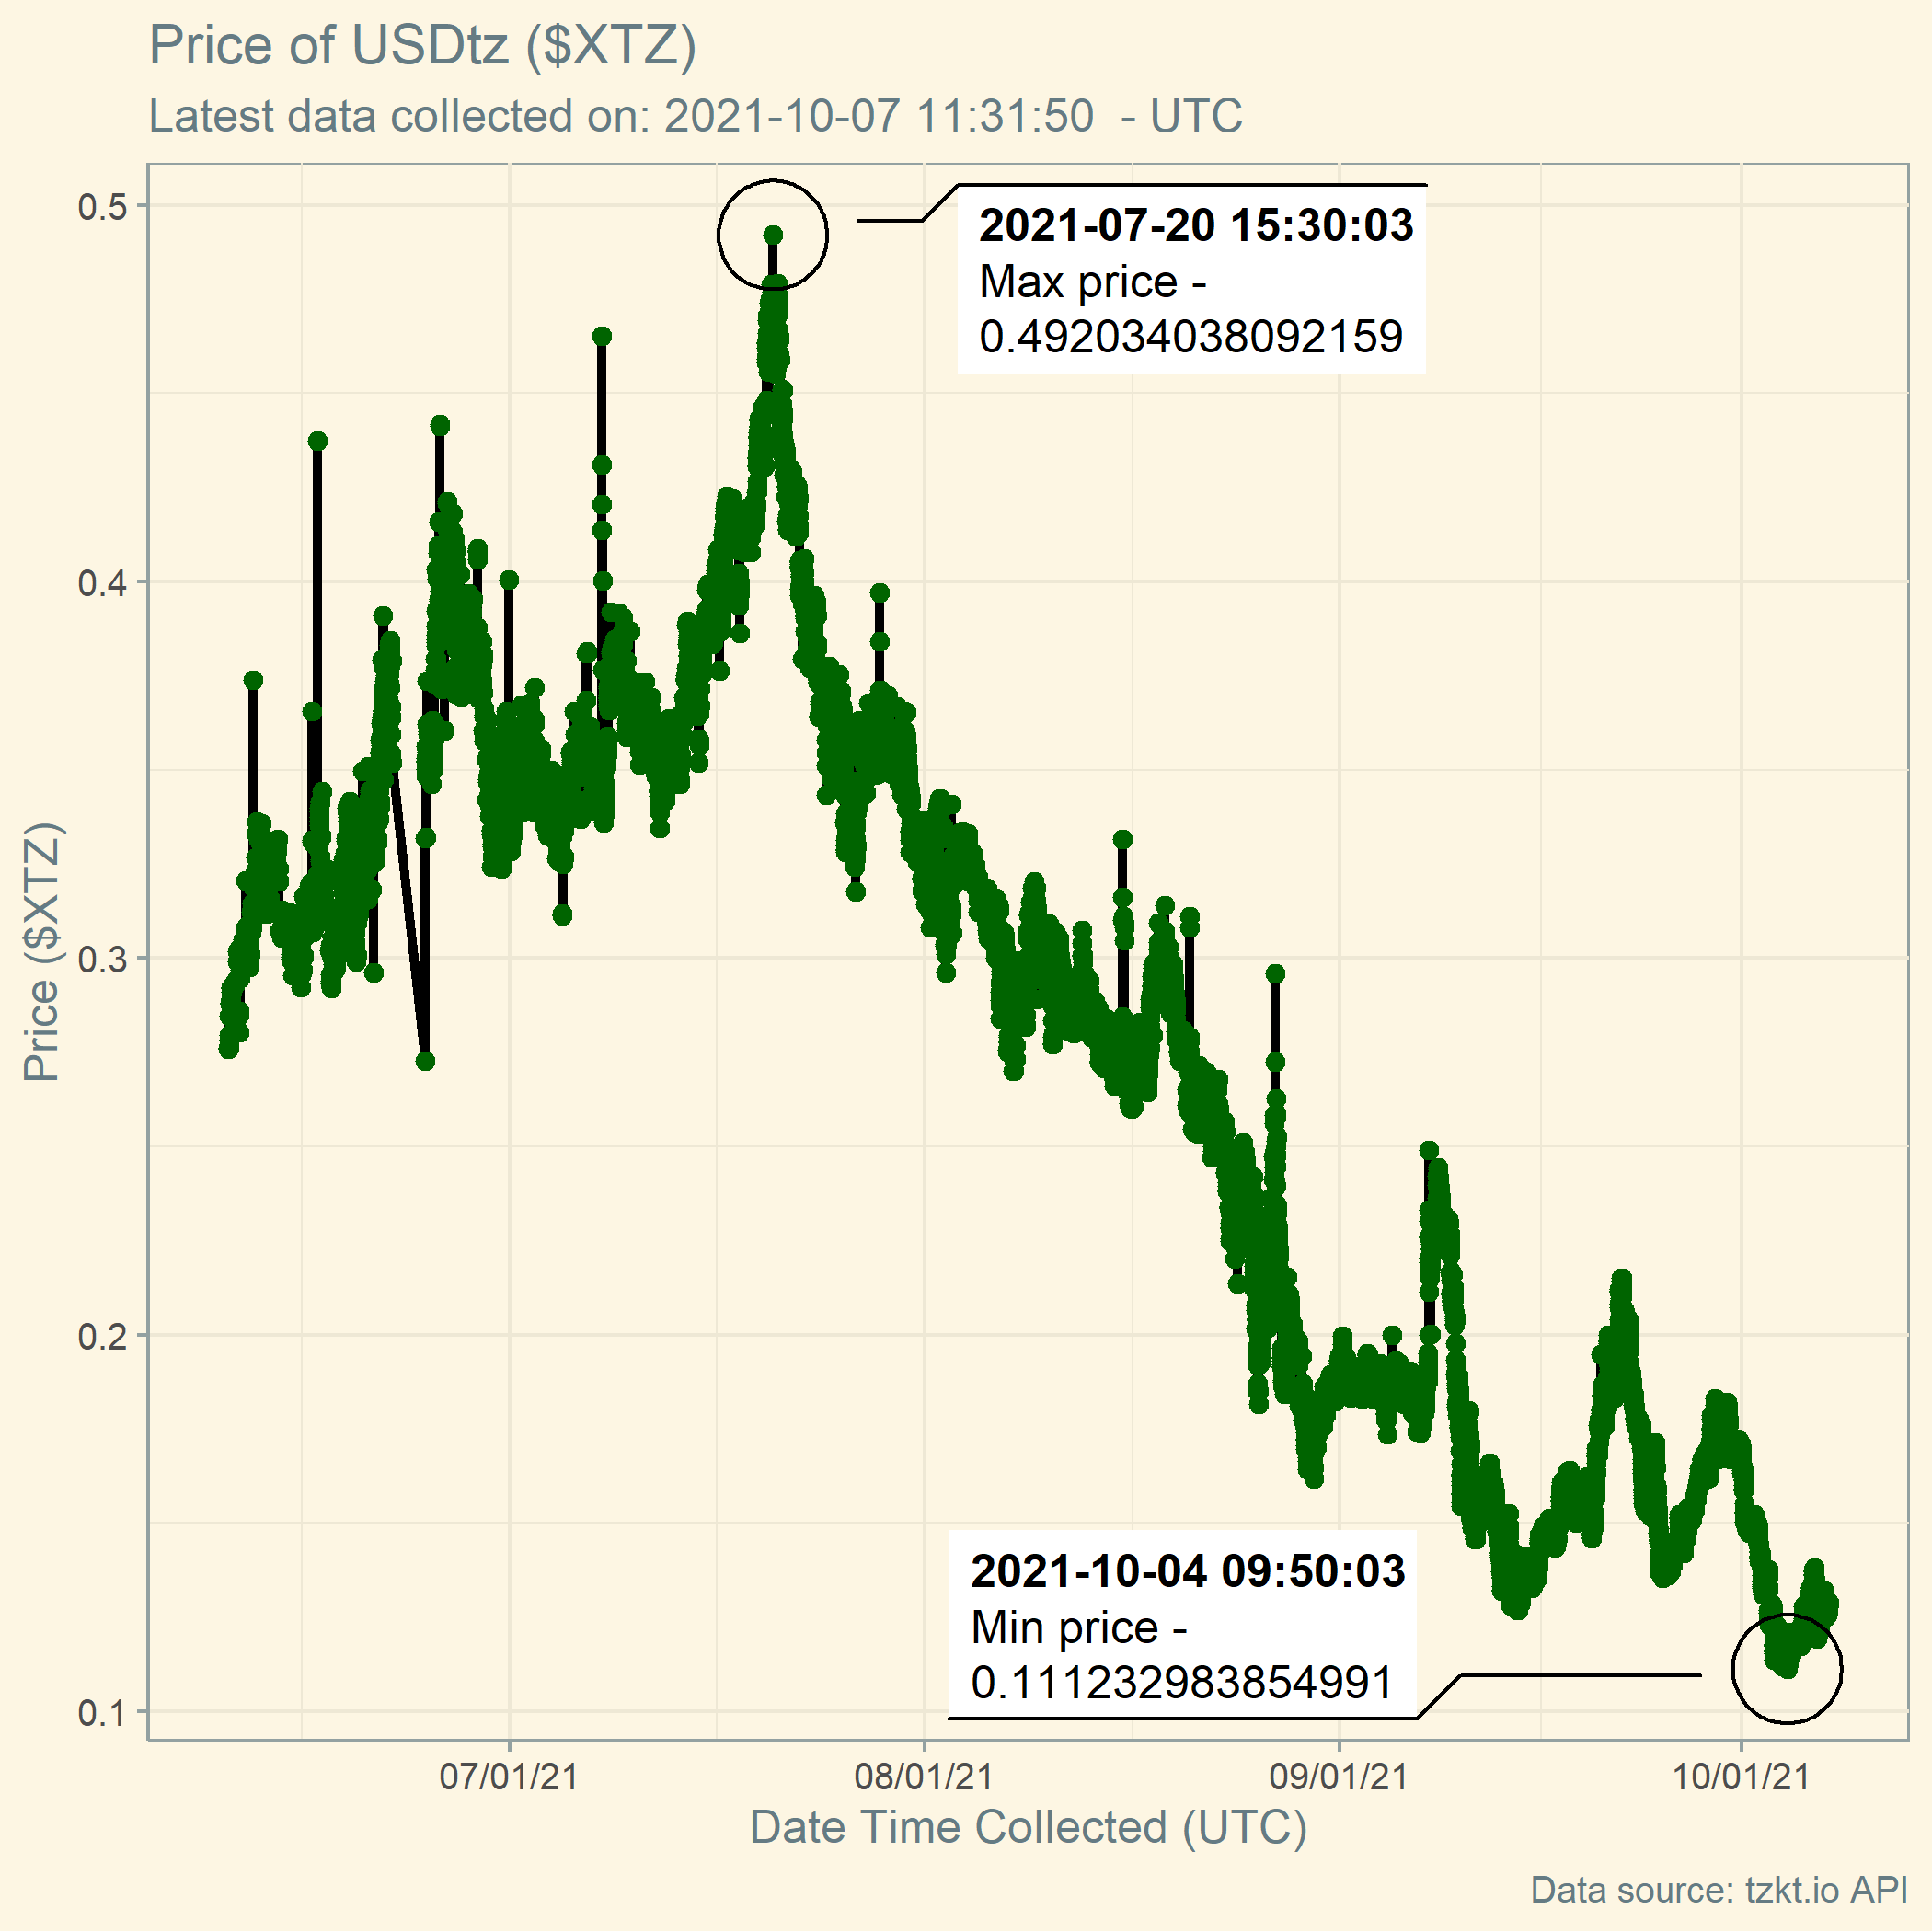 Price of USDtz ($XTZ)
Latest data collected on: 2021-10-07 11:31:50  - UTC
0.5
0.4
0.3
0.2
0.1
Price ($XTZ)
2021-07-20 15:30:03
Max price -
0.492034038092159
2021-10-04 09:50:03
Min price -
0.111232983854991
07/01/21
08/01/21
09/01/21
10/01/21
Date Time Collected (UTC)
Data source: tzkt.io API